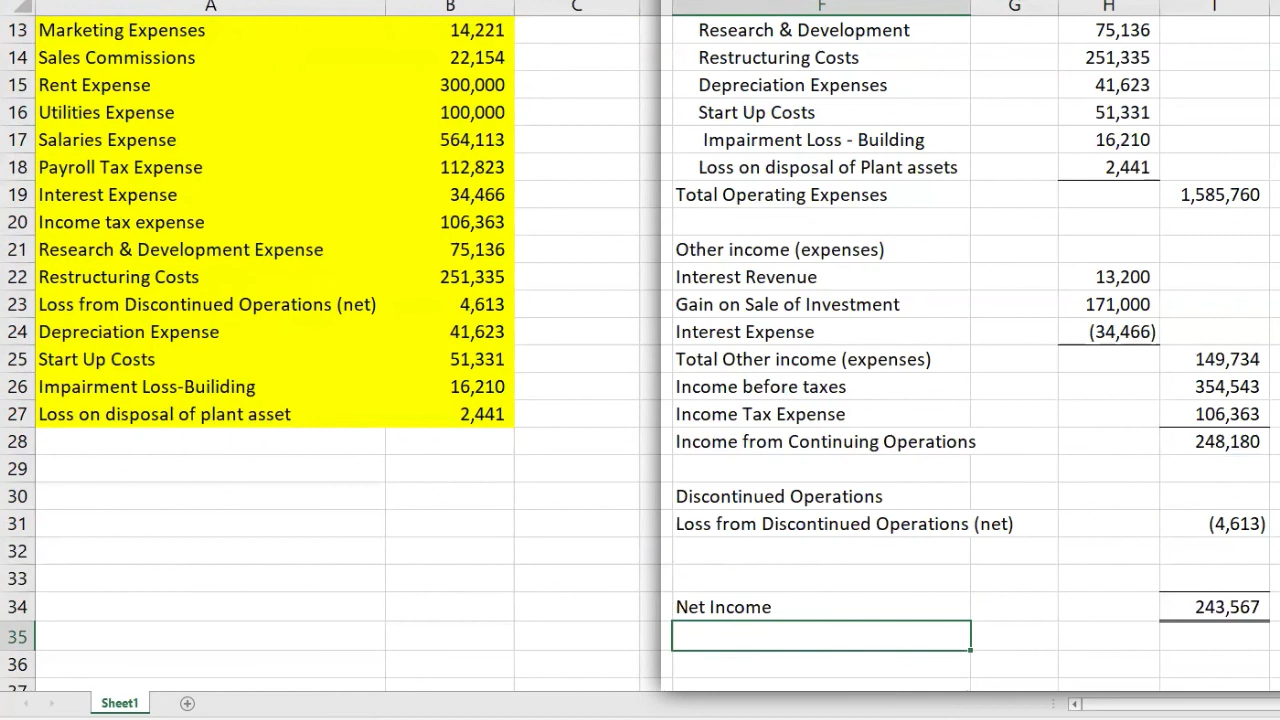 A B C F G H I
13 Marketing Expenses 14,221 Research & Development 75,136
14 Sales Commissions 22,154 Restructuring Costs 251,335
15 Rent Expense 300,000 Depreciation Expenses 41,623
16 Utilities Expense 100,000 Start Up Costs 51,331
17 Salaries Expense 564,113 Impairment Loss - Building 16,210
18 Payroll Tax Expense 112,823 Loss on disposal of Plant assets 2,441
19 Interest Expense 34,466 Total Operating Expenses 1,585,760
20 Income tax expense 106,363
21 Research & Development Expense 75,136 Other income (expenses)
22 Restructuring Costs 251,335 Interest Revenue 13,200
23 Loss from Discontinued Operations (net) 4,613 Gain on Sale of Investment 171,000
24 Depreciation Expense 41,623 Interest Expense (34,466)
25 Start Up Costs 51,331 Total Other income (expenses) 149,734
26 Impairment Loss-Builiding 16,210 Income before taxes 354,543
27 Loss on disposal of plant asset 2,441 Income Tax Expense 106,363
28 Income from Continuing Operations 248,180
29
30 Discontinued Operations
31 Loss from Discontinued Operations (net) (4,613)
32
33
34 Net Income 243,567
35
36
37
Sheet1